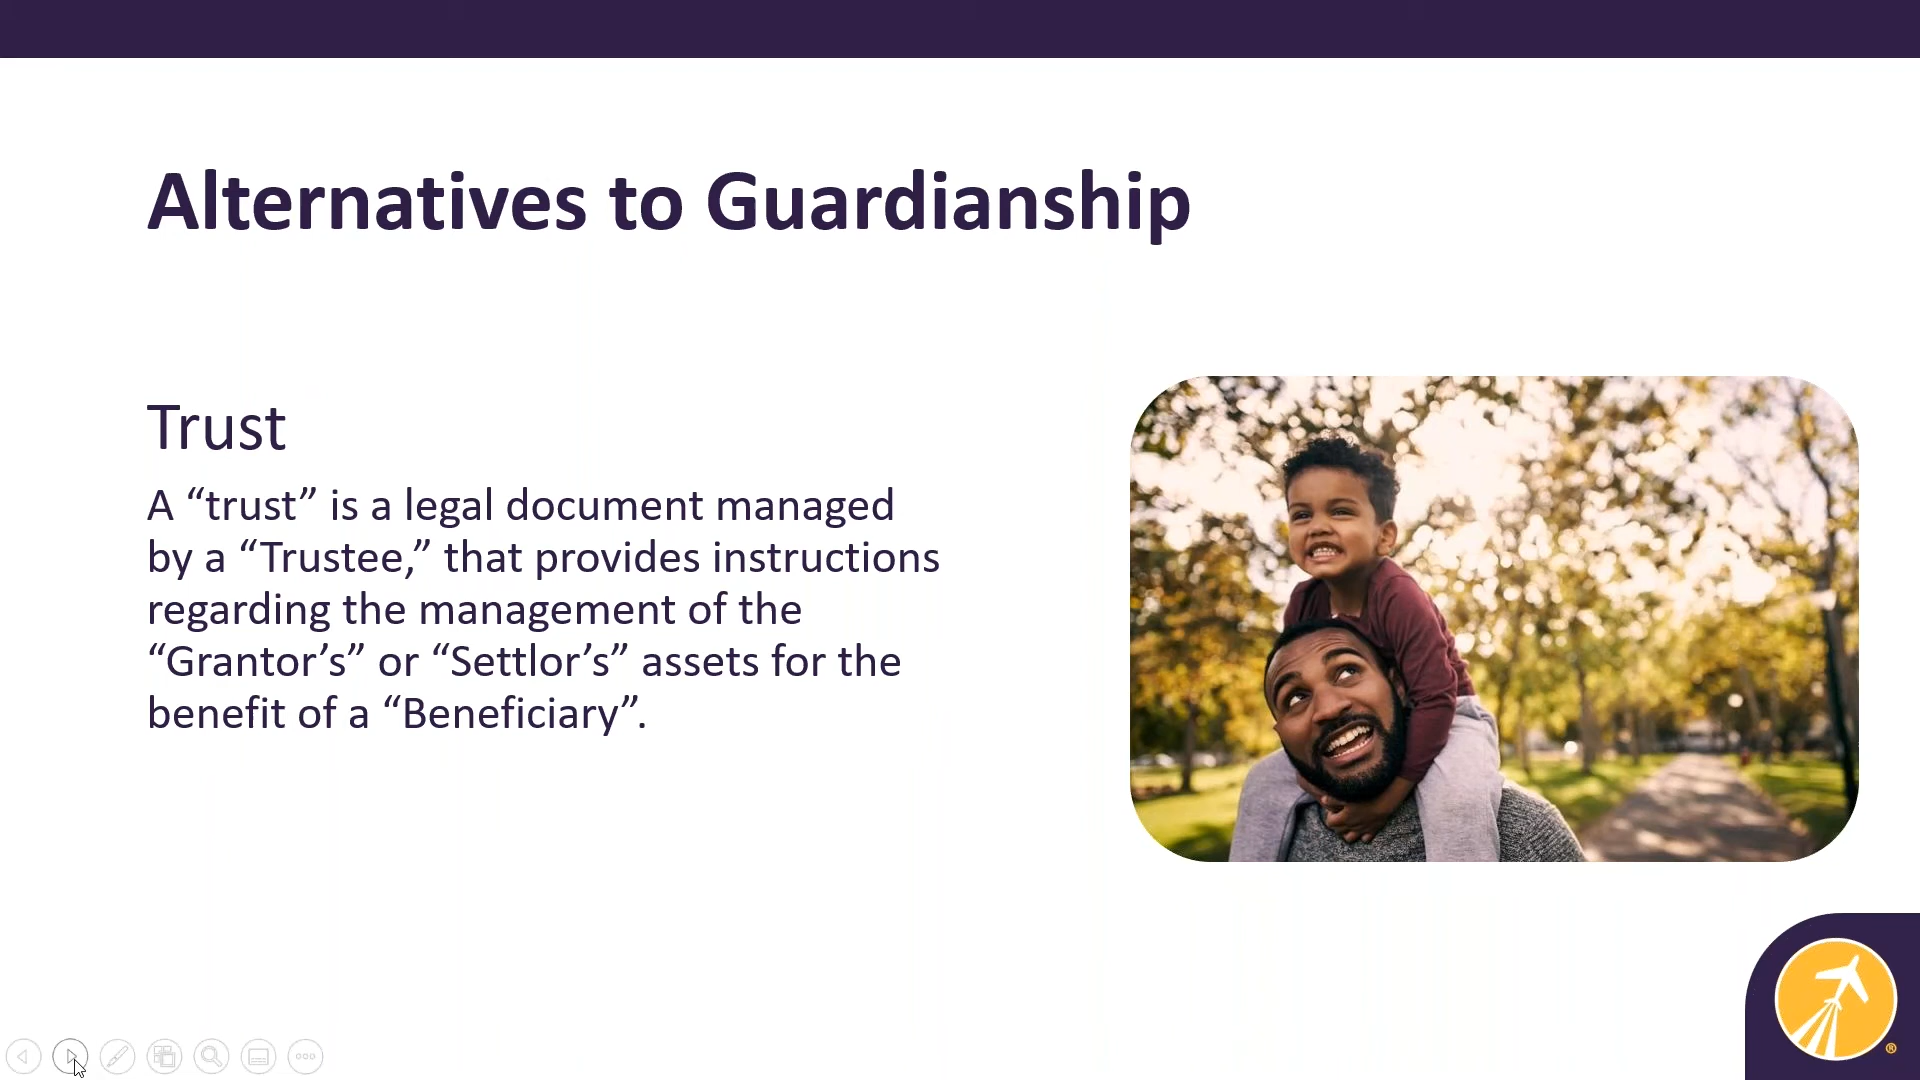 Alternatives to Guardianship
Trust
A “trust” is a legal document managed
by a “Trustee,” that provides instructions
regarding the management of the
“Grantor’s” or “Settlor’s” assets for the
benefit of a “Beneficiary”.
®